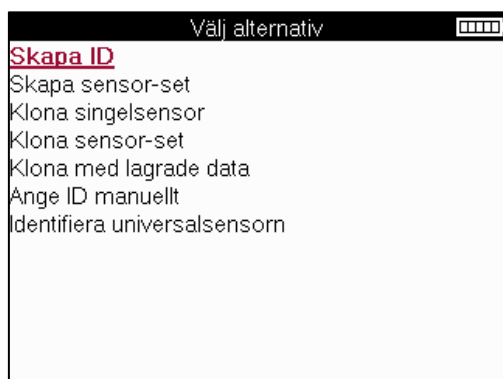 Välj alternativ
Skapa ID
Skapa sensor-set
Klona singelsensor
Klona sensor-set
Klona med lagrade data
Ange ID manuellt
Identifiera universalsensorn